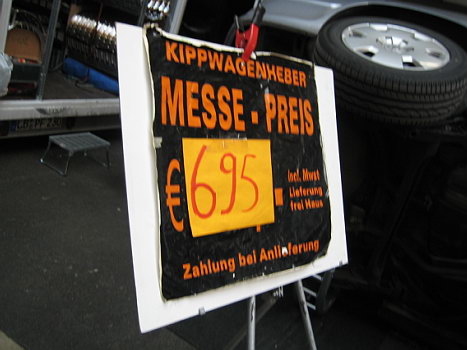 KIPPWAGENHEBER
MESSE - PREIS
€ 695.-
incl. Mwst
Lieferung
frei Haus
Zahlung bei Anlieferung